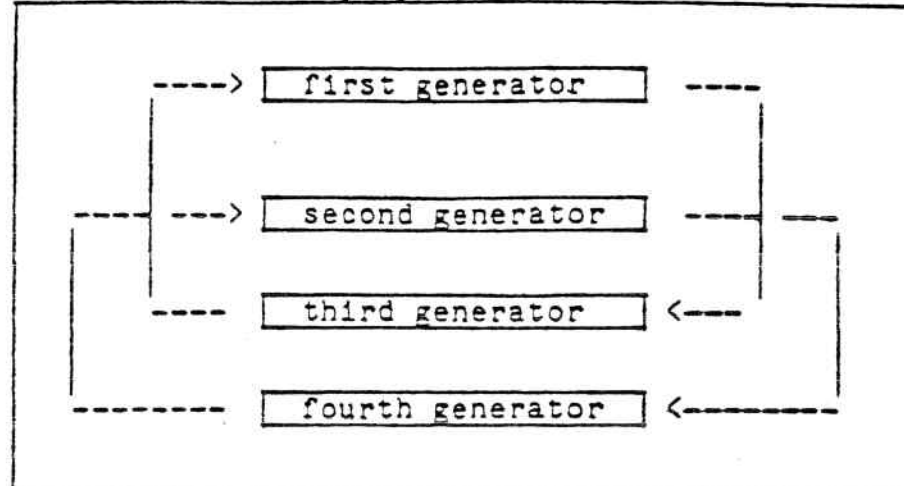 first generator
second generator
third generator
fourth generator